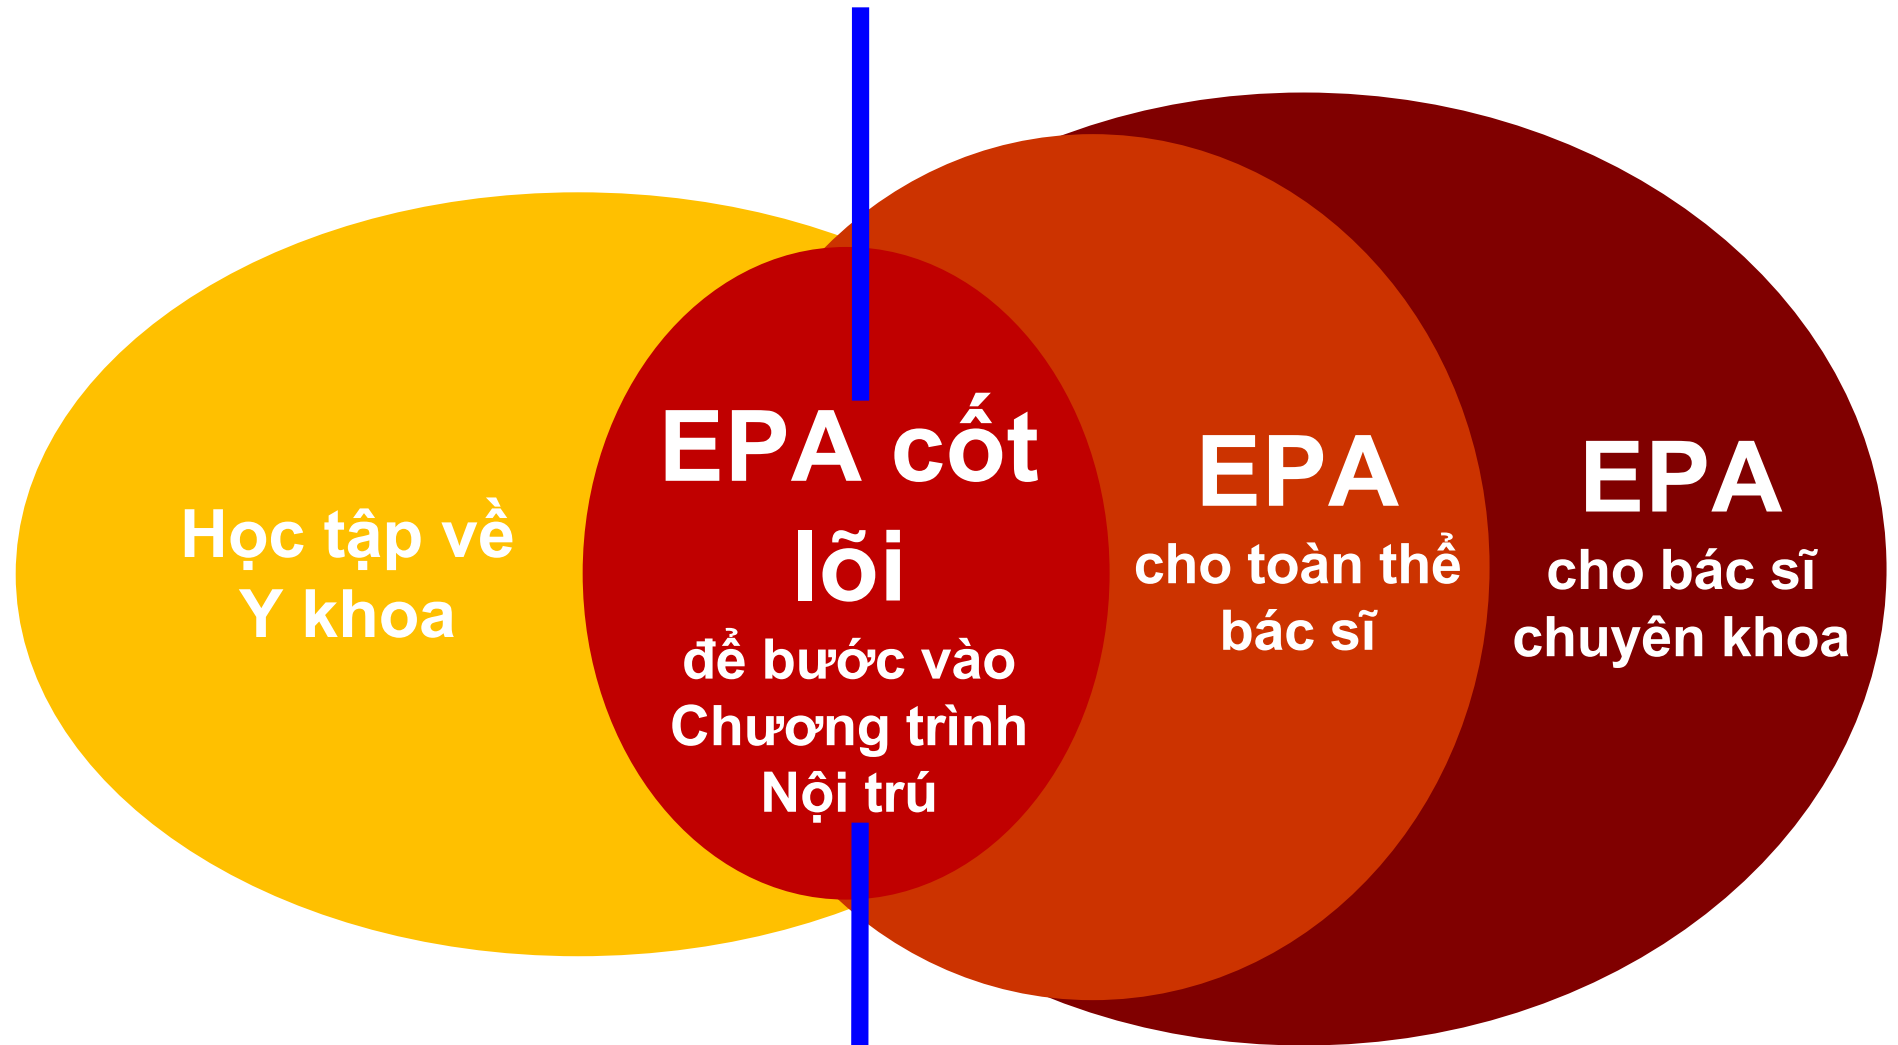 Học tập về
Y khoa
EPA cốt
lõi
để bước vào
Chương trình
Nội trú
EPA
cho toàn thể
bác sĩ
EPA
cho bác sĩ
chuyên khoa